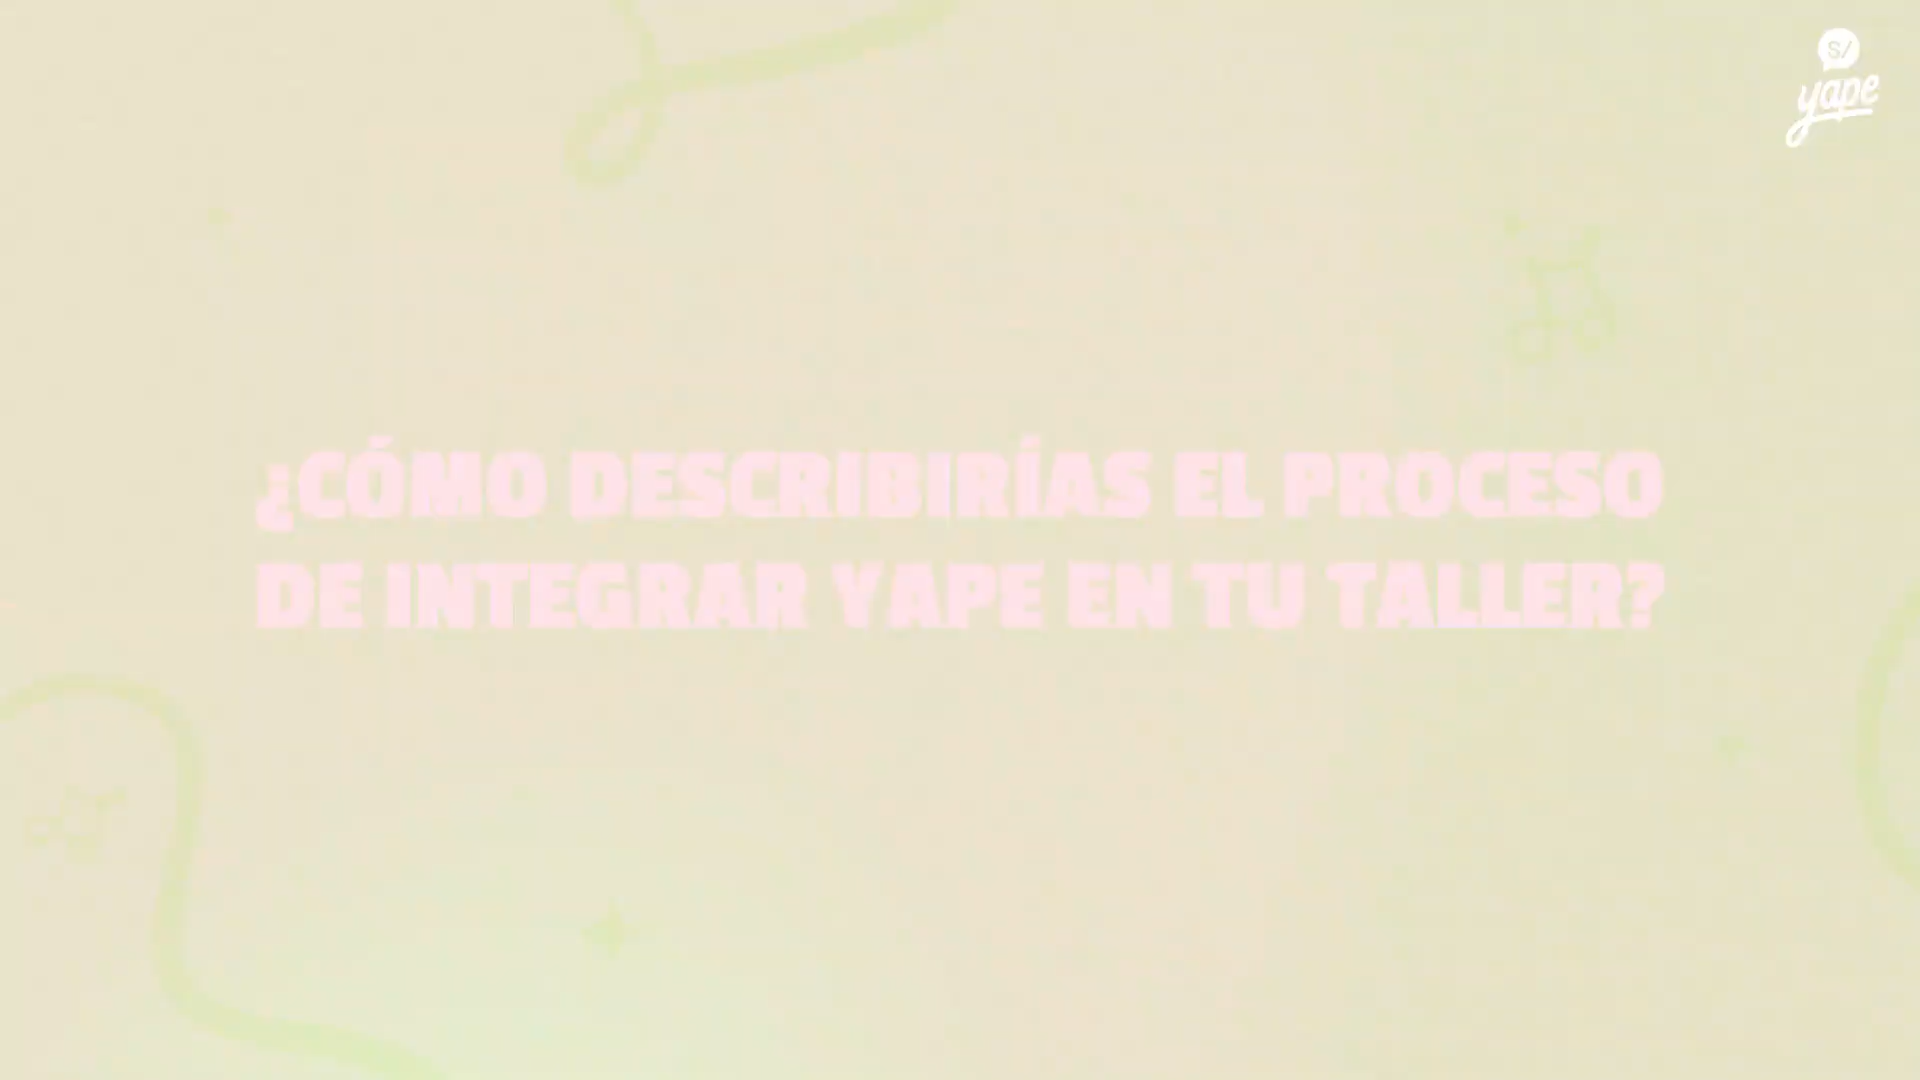 S/
yape
¿CÓMO DESCRIBIRÍAS EL PROCESO
DE INTEGRAR YAPE EN TU TALLER?